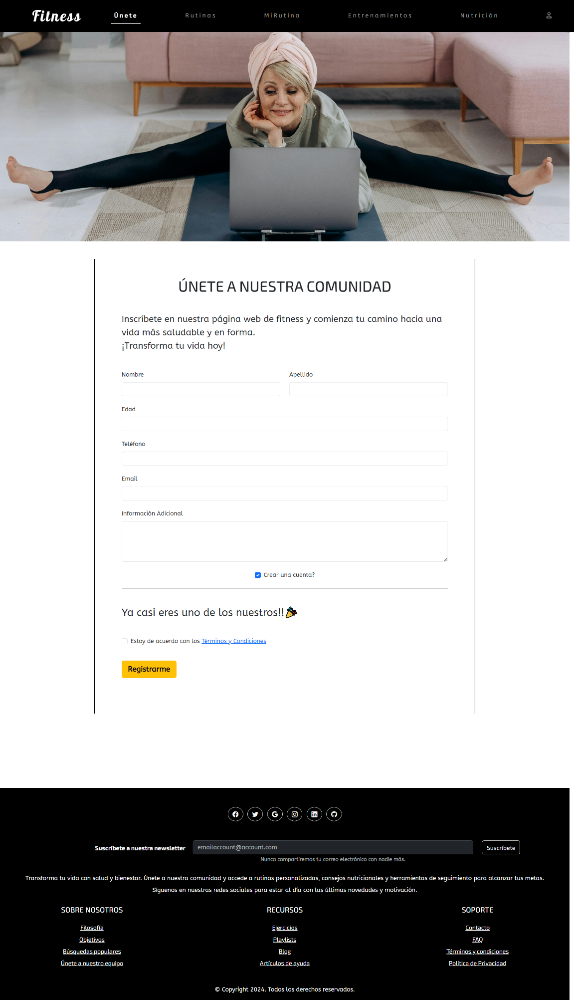 Fitness
Únete
Rutinas
MiRutina
Entrenamientos
Nutrición
ÚNETE A NUESTRA COMUNIDAD
Inscríbete en nuestra página web de fitness y comienza tu camino hacia una
vida más saludable y en forma.
¡Transforma tu vida hoy!
Nombre
Apellido
Edad
Teléfono
Email
Información Adicional
Crear una cuenta?
Ya casi eres uno de los nuestros!!🎉
Estoy de acuerdo con los Términos y Condiciones
Registrarme
Suscríbete a nuestra newsletter
emailaccount@account.com
Suscríbete
Nunca compartiremos tu correo electrónico con nadie más.
Transforma tu vida con salud y bienestar. Únete a nuestra comunidad y accede a rutinas personalizadas, consejos nutricionales y herramientas de seguimiento para alcanzar tus metas.
Síguenos en nuestras redes sociales para estar al día con las últimas novedades y motivación.
SOBRE NOSOTROS
Filosofía
Objetivos
Búsquedas populares
Únete a nuestro equipo
RECURSOS
Ejercicios
Playlists
Blog
Artículos de ayuda
SOPORTE
Contacto
FAQ
Términos y condiciones
Política de Privacidad
© Copyright 2024. Todos los derechos reservados.